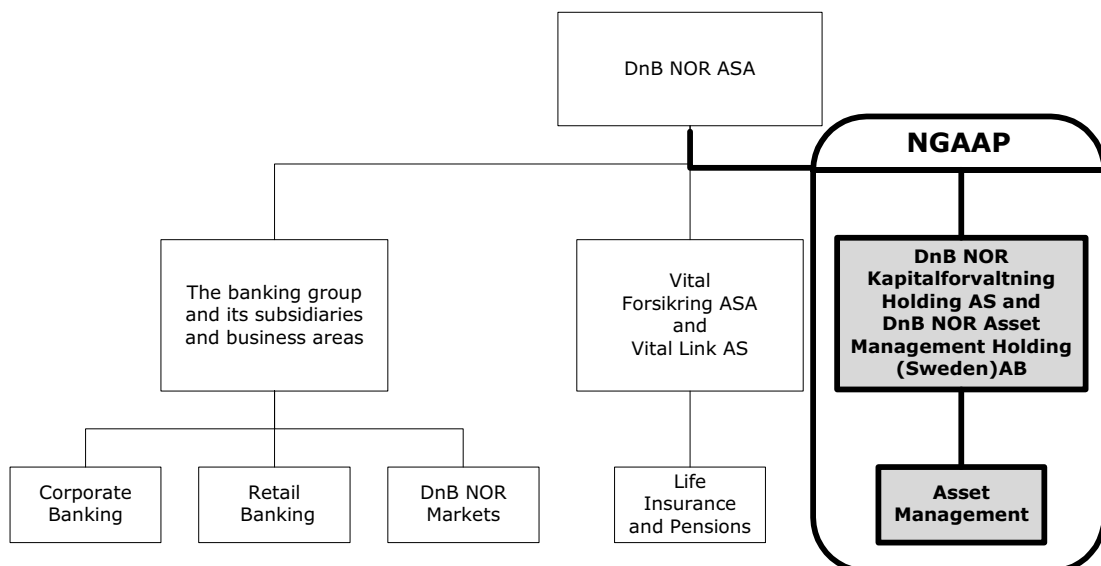 DnB NOR ASA
NGAAP
The banking group
and its subsidiaries
and business areas
Vital
Forsikring ASA
and
Vital Link AS
DnB NOR
Kapitalforvaltning
Holding AS and
DnB NOR Asset
Management Holding
(Sweden)AB
Corporate
Banking
Retail
Banking
DnB NOR
Markets
Life
Insurance
and Pensions
Asset
Management